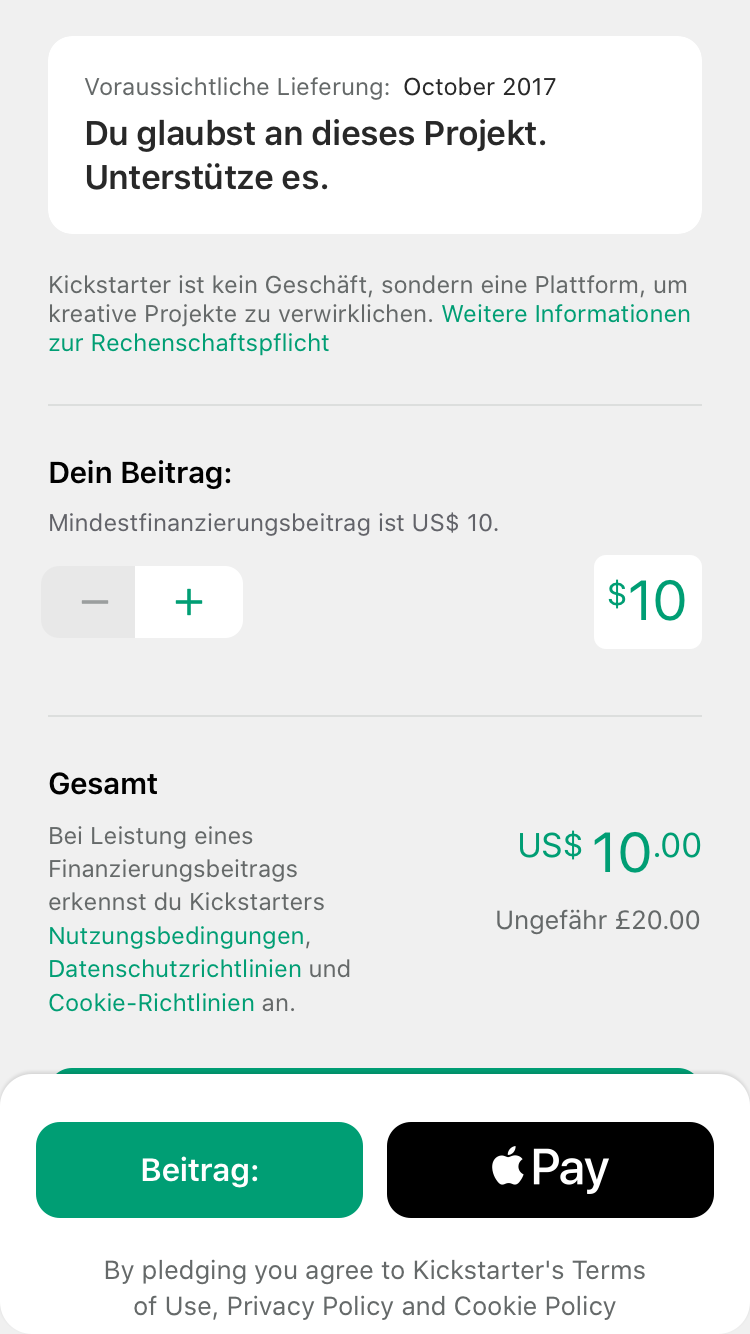 Voraussichtliche Lieferung: October 2017
Du glaubst an dieses Projekt.
Unterstütze es.
Kickstarter ist kein Geschäft, sondern eine Plattform, um
kreative Projekte zu verwirklichen. Weitere Informationen
zur Rechenschaftspflicht
Dein Beitrag:
Mindestfinanzierungsbeitrag ist US$ 10.
− +
$10
Gesamt
Bei Leistung eines
Finanzierungsbeitrags
erkennst du Kickstarters
Nutzungsbedingungen,
Datenschutzrichtlinien und
Cookie-Richtlinien an.
US$ 10.00
Ungefähr £20.00
Beitrag:
Pay
By pledging you agree to Kickstarter's Terms
of Use, Privacy Policy and Cookie Policy